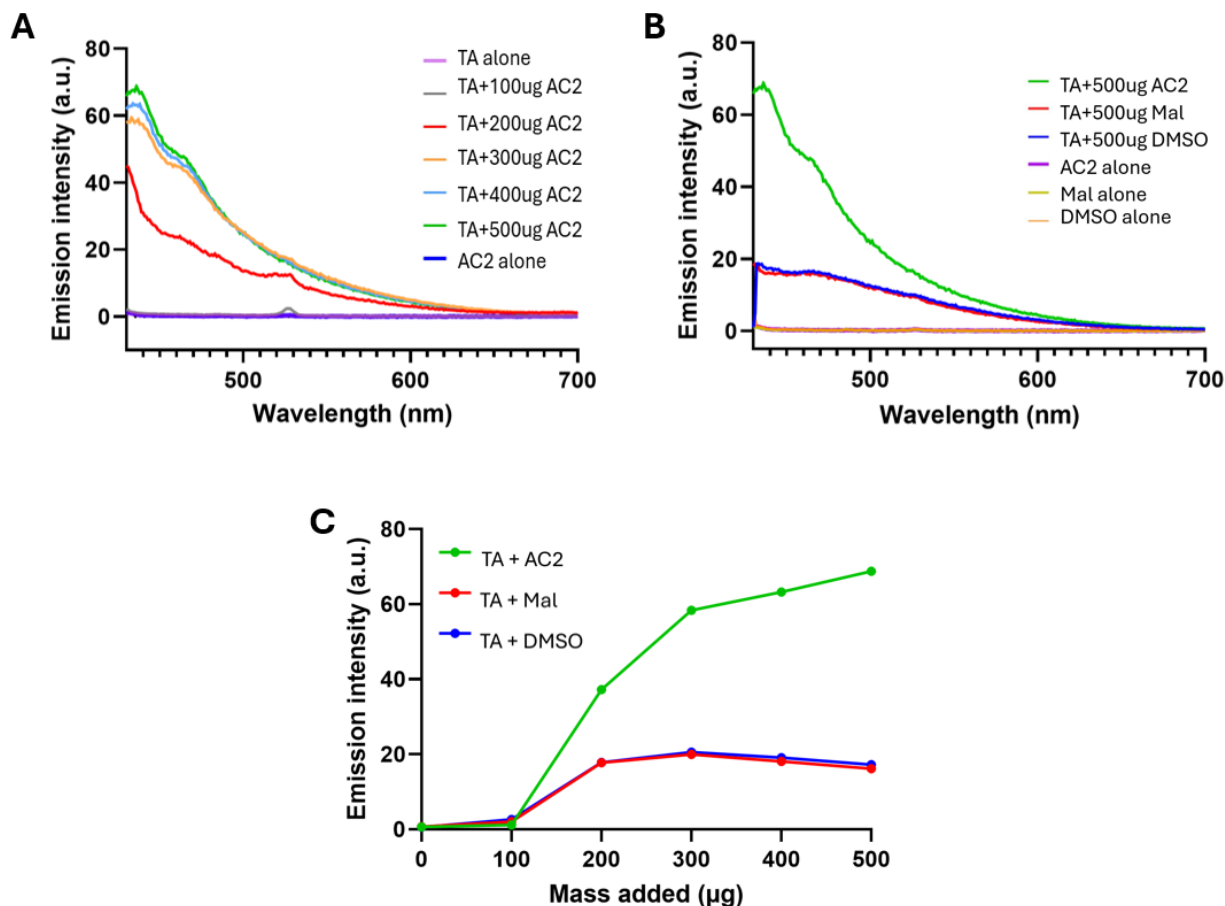 A
80
60
40
20
0
Emission intensity (a.u.)
500
600
700
Wavelength (nm)
TA alone
TA+100ug AC2
TA+200ug AC2
TA+300ug AC2
TA+400ug AC2
TA+500ug AC2
AC2 alone
B
80
60
40
20
0
Emission intensity (a.u.)
500
600
700
Wavelength (nm)
TA+500ug AC2
TA+500ug Mal
TA+500ug DMSO
AC2 alone
Mal alone
DMSO alone
C
80
60
40
20
0
Emission intensity (a.u.)
TA + AC2
TA + Mal
TA + DMSO
0
100
200
300
400
500
Mass added (µg)